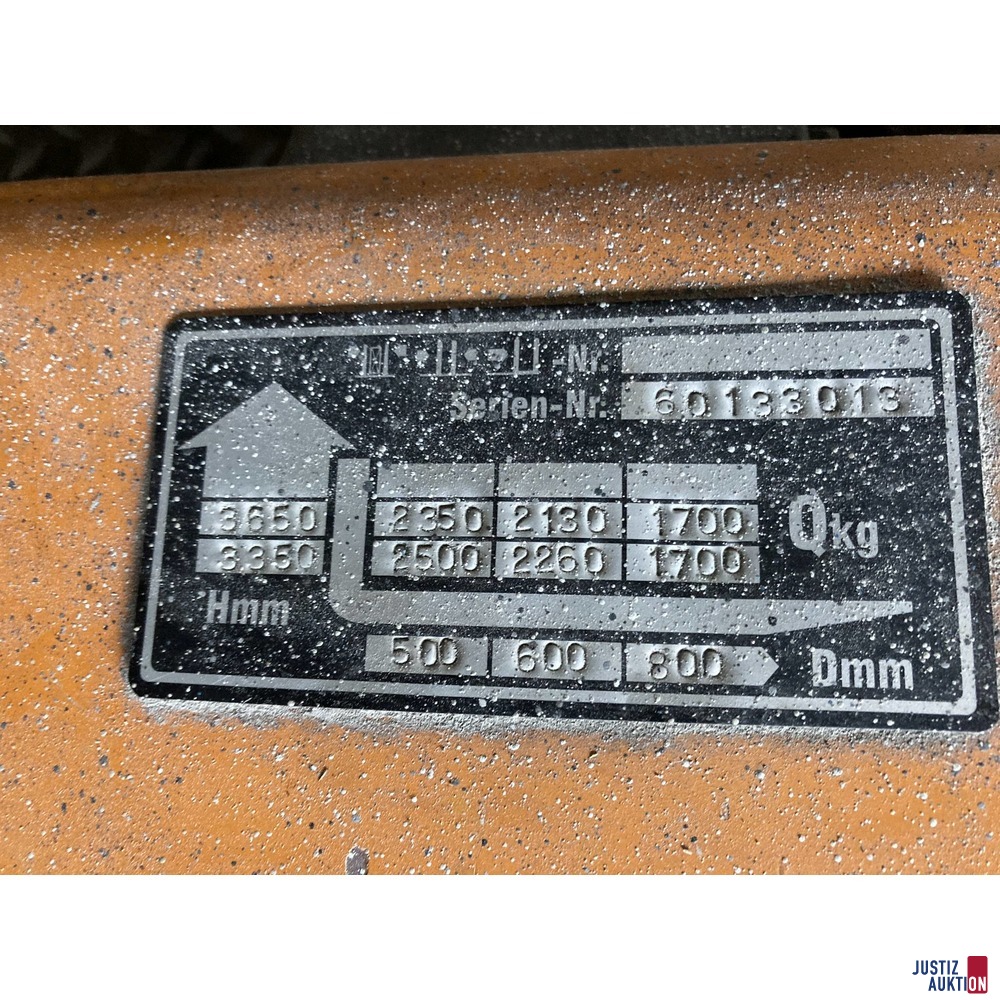 -Nr.
Serien-Nr. 60133013
3650 2350 2130 1700 Qkg
3350 2500 2260 1700
Hmm
500 600 800 Dmm
JUSTIZ
AUKTION